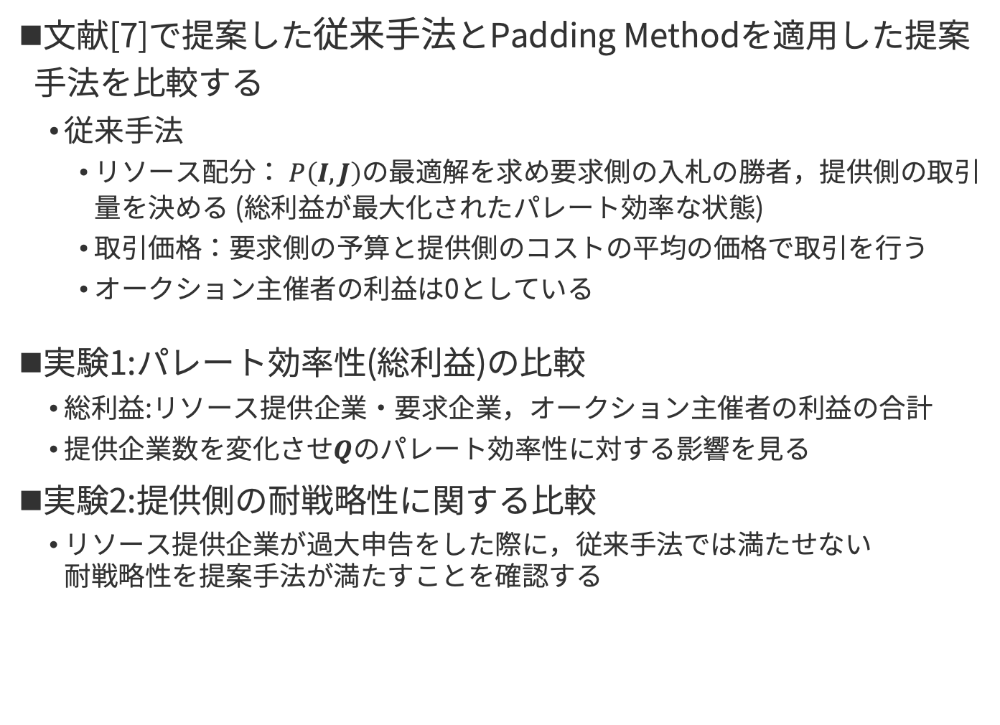 ■文献[7]で提案した従来手法とPadding Methodを適用した提案
手法を比較する
•従来手法
•リソース配分： P(I,J)の最適解を求め要求側の入札の勝者，提供側の取引
量を決める (総利益が最大化されたパレート効率な状態)
•取引価格：要求側の予算と提供側のコストの平均の価格で取引を行う
•オークション主催者の利益は0としている
■実験1:パレート効率性(総利益)の比較
•総利益:リソース提供企業・要求企業，オークション主催者の利益の合計
•提供企業数を変化させQのパレート効率性に対する影響を見る
■実験2:提供側の耐戦略性に関する比較
•リソース提供企業が過大申告をした際に，従来手法では満たせない
耐戦略性を提案手法が満たすことを確認する